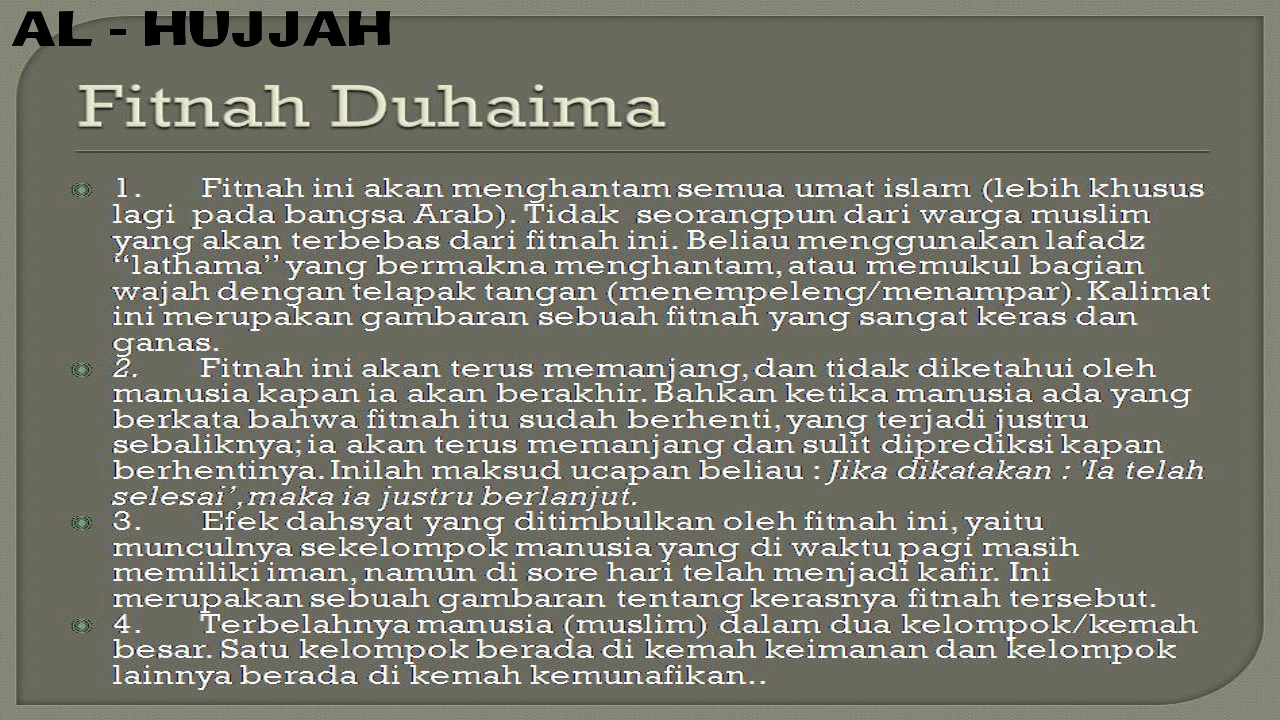 AL - HUJJAH
Fitnah Duhaima
1. Fitnah ini akan menghantam semua umat islam (lebih khusus
lagi pada bangsa Arab). Tidak seorangpun dari warga muslim
yang akan terbebas dari fitnah ini. Beliau menggunakan lafadz
“lathama” yang bermakna menghantam, atau memukul bagian
wajah dengan telapak tangan (menempeleng/menampar). Kalimat
ini merupakan gambaran sebuah fitnah yang sangat keras dan
ganas.
2. Fitnah ini akan terus memanjang, dan tidak diketahui oleh
manusia kapan ia akan berakhir. Bahkan ketika manusia ada yang
berkata bahwa fitnah itu sudah berhenti, yang terjadi justru
sebaliknya; ia akan terus memanjang dan sulit diprediksi kapan
berhentinya. Inilah maksud ucapan beliau : Jika dikatakan : 'Ia telah
selesai’, maka ia justru berlanjut.
3. Efek dahsyat yang ditimbulkan oleh fitnah ini, yaitu
munculnya sekelompok manusia yang di waktu pagi masih
memiliki iman, namun di sore hari telah menjadi kafir. Ini
merupakan sebuah gambaran tentang kerasnya fitnah tersebut.
4. Terbelahnya manusia (muslim) dalam dua kelompok/kemah
besar. Satu kelompok berada di kemah keimanan dan kelompok
lainnya berada di kemah kemunafikan..